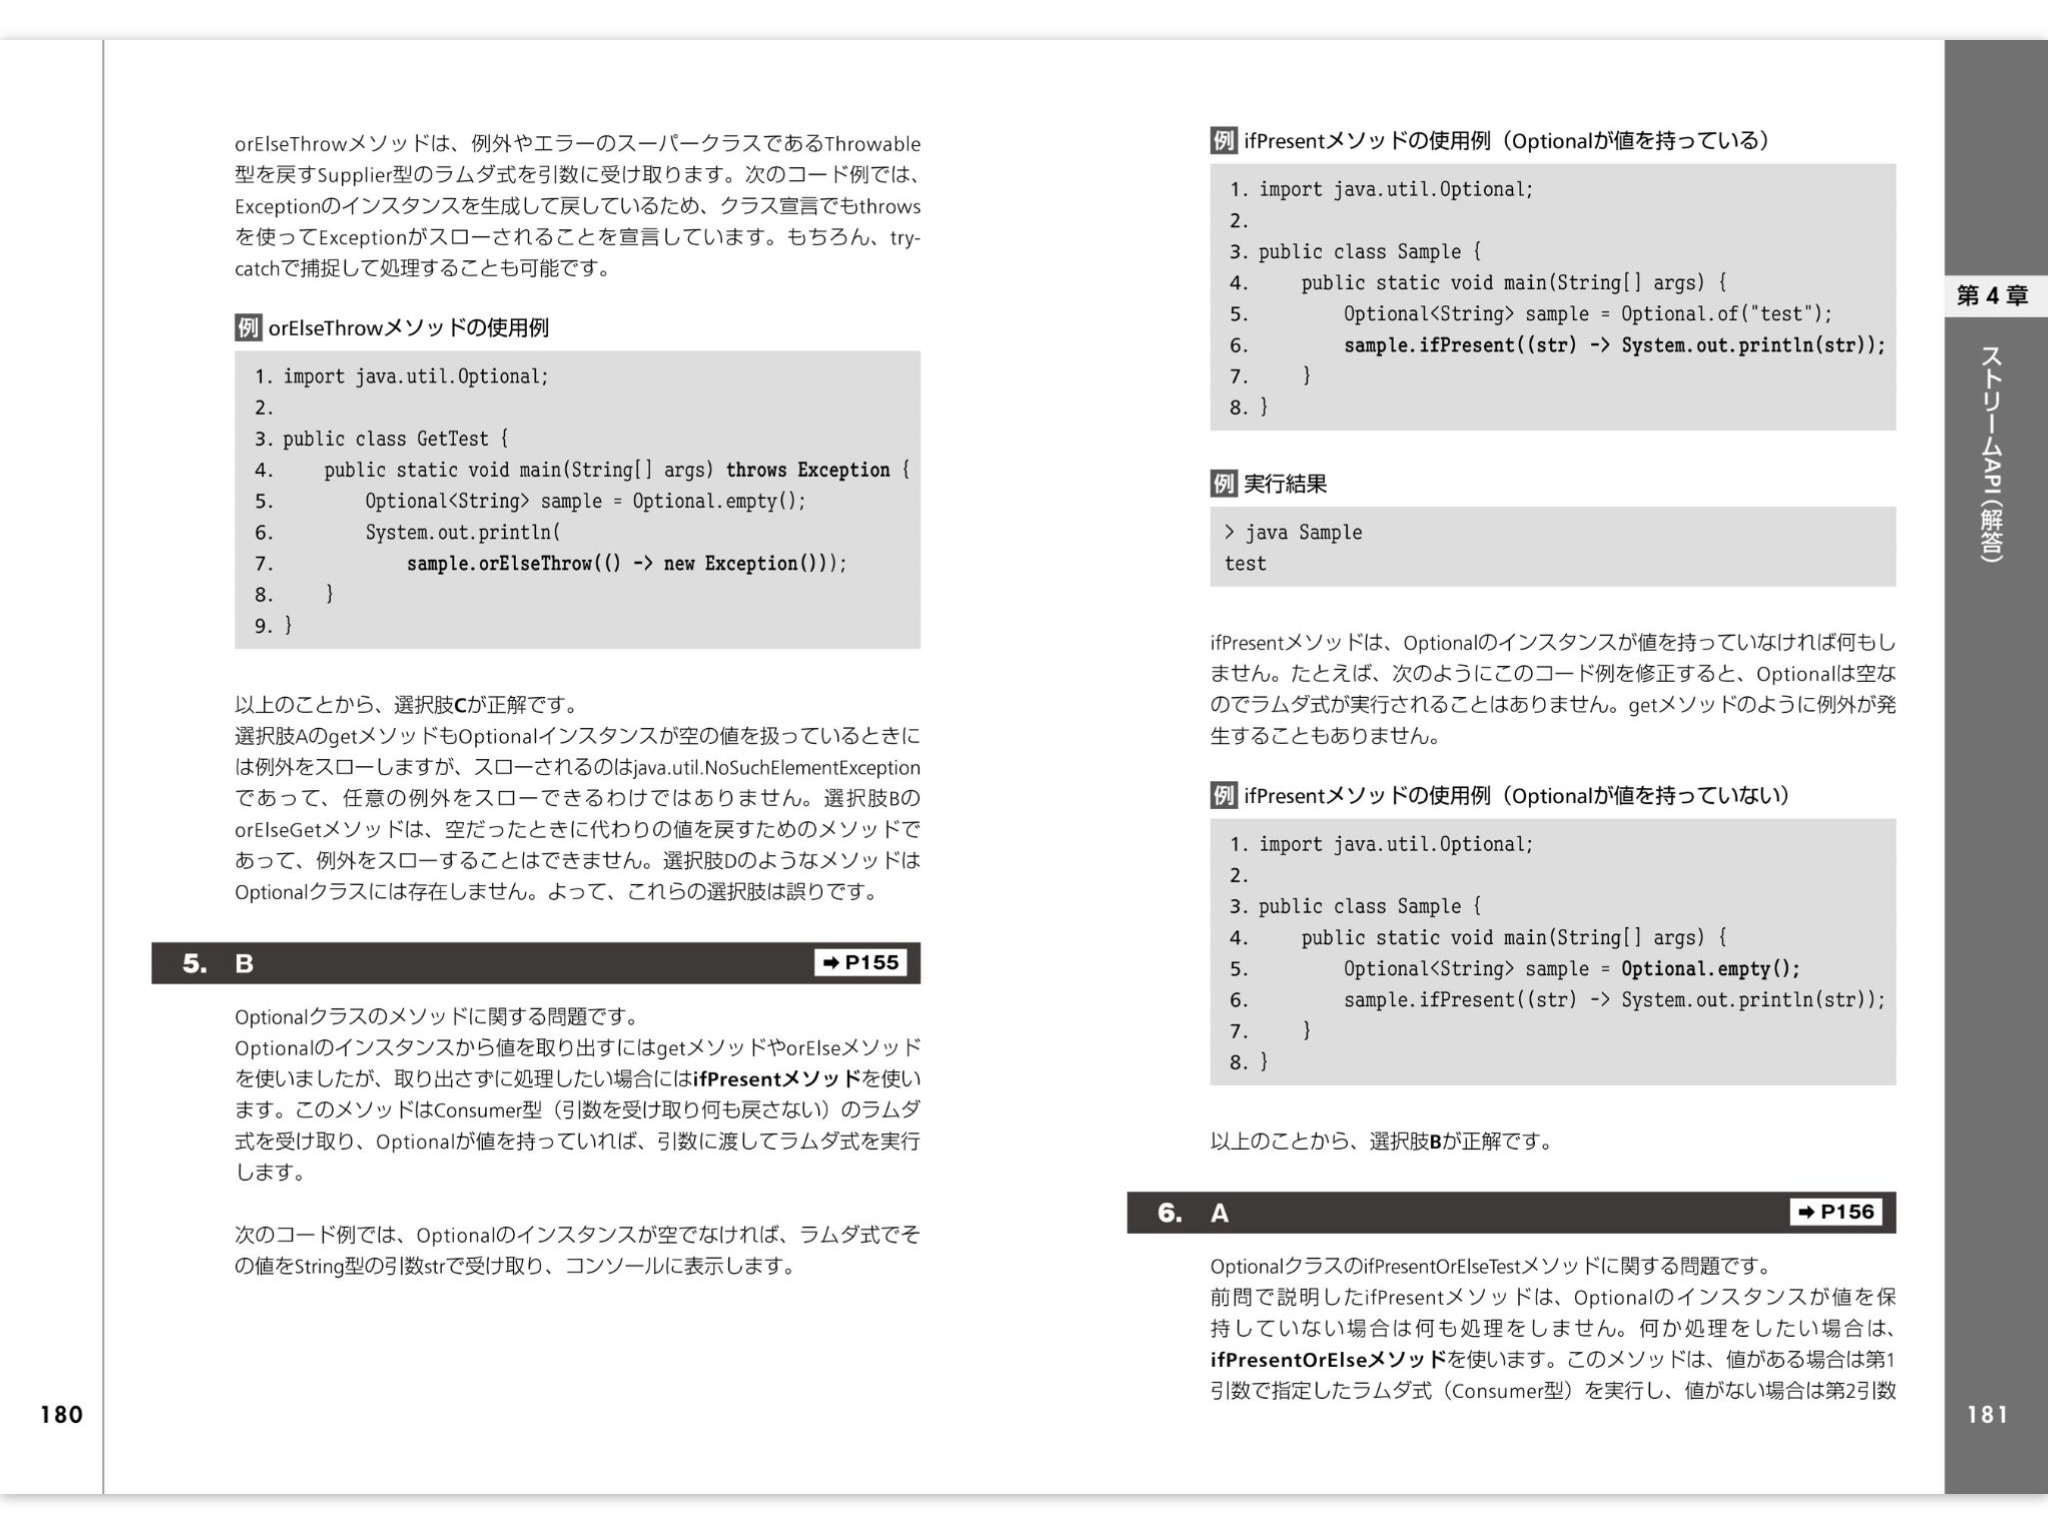 orElseThrowメソッドは、例外やエラーのスーパークラスであるThrowable
型を戻すSupplier型のラムダ式を引数に受け取ります。次のコード例では、
Exceptionのインスタンスを生成して戻しているため、クラス宣言でもthrows
を使ってExceptionがスローされることを宣言しています。もちろん、try-
catchで捕捉して処理することも可能です。
例 orElseThrowメソッドの使用例
1. import java.util.Optional;
2.
3. public class GetTest {
4.     public static void main(String[] args) throws Exception {
5.         Optional<String> sample = Optional.empty();
6.         System.out.println(
7.             sample.orElseThrow(() -> new Exception()));
8.     }
9. }
以上のことから、選択肢Cが正解です。
選択肢AのgetメソッドもOptionalインスタンスが空の値を扱っているときに
は例外をスローしますが、スローされるのはjava.util.NoSuchElementException
であって、任意の例外をスローできるわけではありません。選択肢Bの
orElseGetメソッドは、空だったときに代わりの値を戻すためのメソッドで
あって、例外をスローすることはできません。選択肢Dのようなメソッドは
Optionalクラスには存在しません。よって、これらの選択肢は誤りです。
5. B ➡ P155
Optionalクラスのメソッドに関する問題です。
Optionalのインスタンスから値を取り出すにはgetメソッドやorElseメソッド
を使いましたが、取り出さずに処理したい場合にはifPresentメソッドを使い
ます。このメソッドはConsumer型（引数を受け取り何も戻さない）のラムダ
式を受け取り、Optionalが値を持っていれば、引数に渡してラムダ式を実行
します。
次のコード例では、Optionalのインスタンスが空でなければ、ラムダ式でそ
の値をString型の引数strで受け取り、コンソールに表示します。
180
例 ifPresentメソッドの使用例（Optionalが値を持っている）
1. import java.util.Optional;
2.
3. public class Sample {
4.     public static void main(String[] args) {
5.         Optional<String> sample = Optional.of("test");
6.         sample.ifPresent((str) -> System.out.println(str));
7.     }
8. }
例 実行結果
> java Sample
test
ifPresentメソッドは、Optionalのインスタンスが値を持っていなければ何もし
ません。たとえば、次のようにこのコード例を修正すると、Optionalは空な
のでラムダ式が実行されることはありません。getメソッドのように例外が発
生することもありません。
例 ifPresentメソッドの使用例（Optionalが値を持っていない）
1. import java.util.Optional;
2.
3. public class Sample {
4.     public static void main(String[] args) {
5.         Optional<String> sample = Optional.empty();
6.         sample.ifPresent((str) -> System.out.println(str));
7.     }
8. }
以上のことから、選択肢Bが正解です。
6. A ➡ P156
OptionalクラスのifPresentOrElseTestメソッドに関する問題です。
前問で説明したifPresentメソッドは、Optionalのインスタンスが値を保
持していない場合は何も処理をしません。何か処理をしたい場合は、
ifPresentOrElseメソッドを使います。このメソッドは、値がある場合は第1
引数で指定したラムダ式（Consumer型）を実行し、値がない場合は第2引数
第4章
ストリームAPI（解答）
181